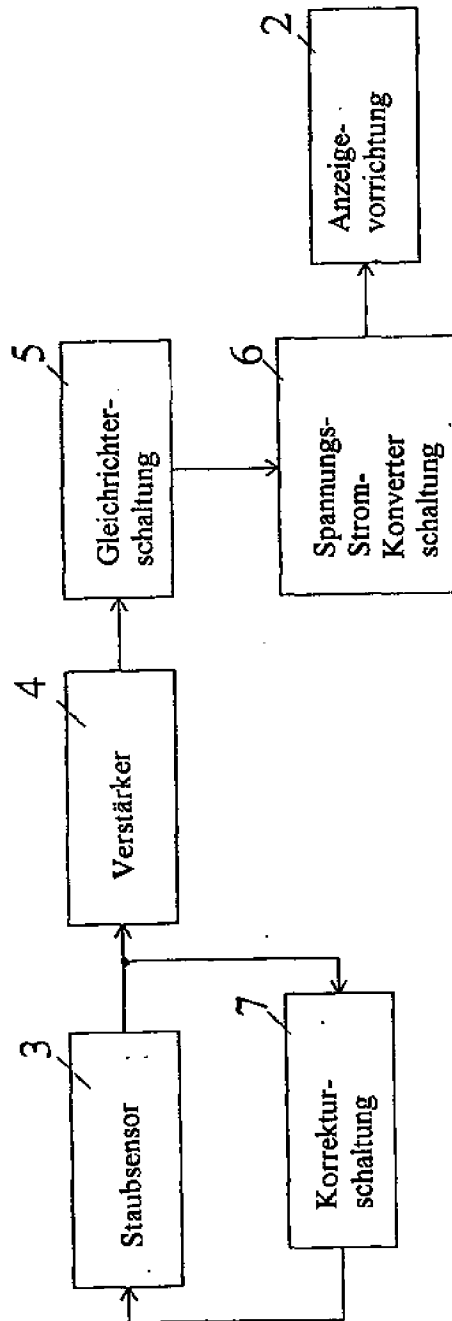 3
Staubsensor
4
Verstärker
5
Gleichrichter-
schaltung
7
Korrektur-
schaltung
6
Spannungs-
Strom-
Konverter
schaltung
2
Anzeige-
vorrichtung